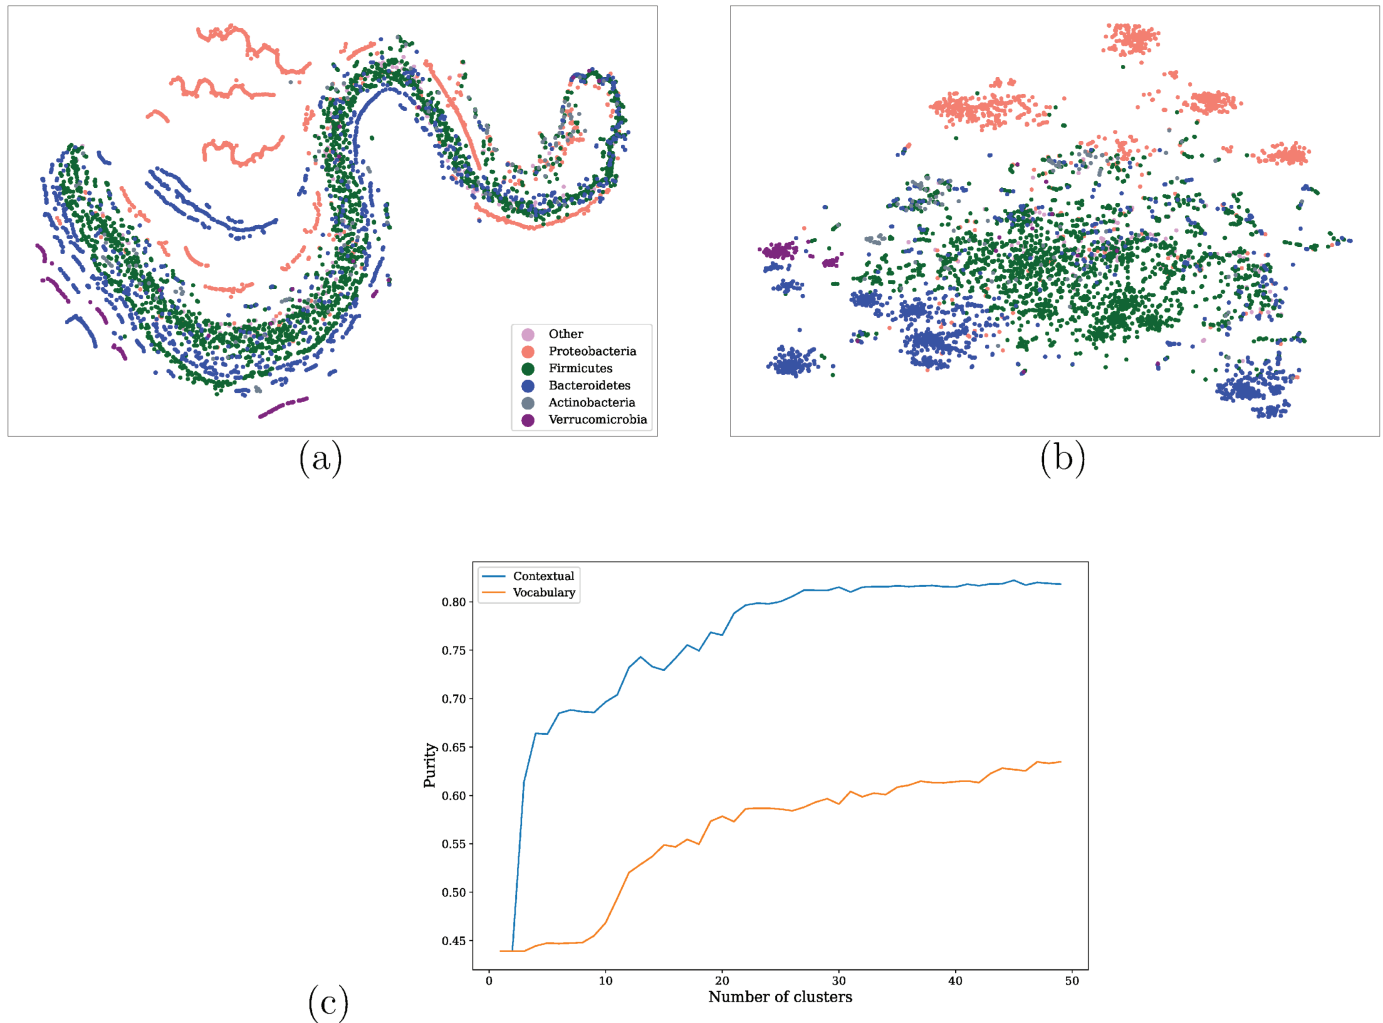 Other
Proteobacteria
Firmicutes
Bacteroidetes
Actinobacteria
Verrucomicrobia
(a)
(b)
Contextual
Vocabulary
0.80
0.75
0.70
0.65
0.60
0.55
0.50
0.45
Purity
0 10 20 30 40 50
Number of clusters
(c)